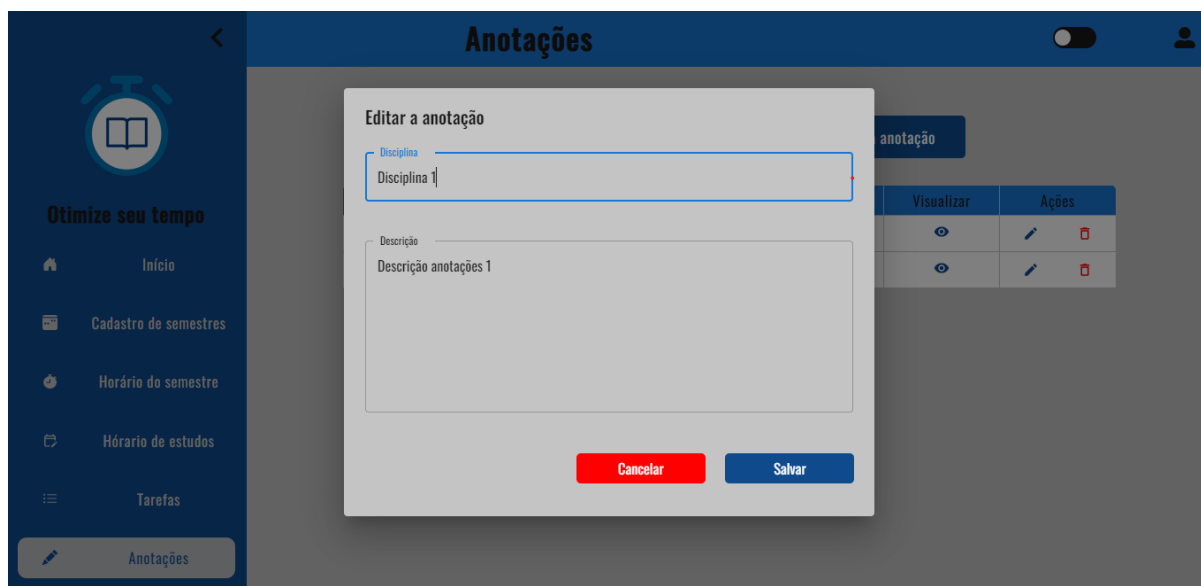 Anotações
Otimize seu tempo
Início
Cadastro de semestres
Horário do semestre
Hórario de estudos
Tarefas
Anotações
anotação
Visualizar
Ações
Editar a anotação
Disciplina
Disciplina 1
Descrição
Descrição anotações 1
Cancelar
Salvar